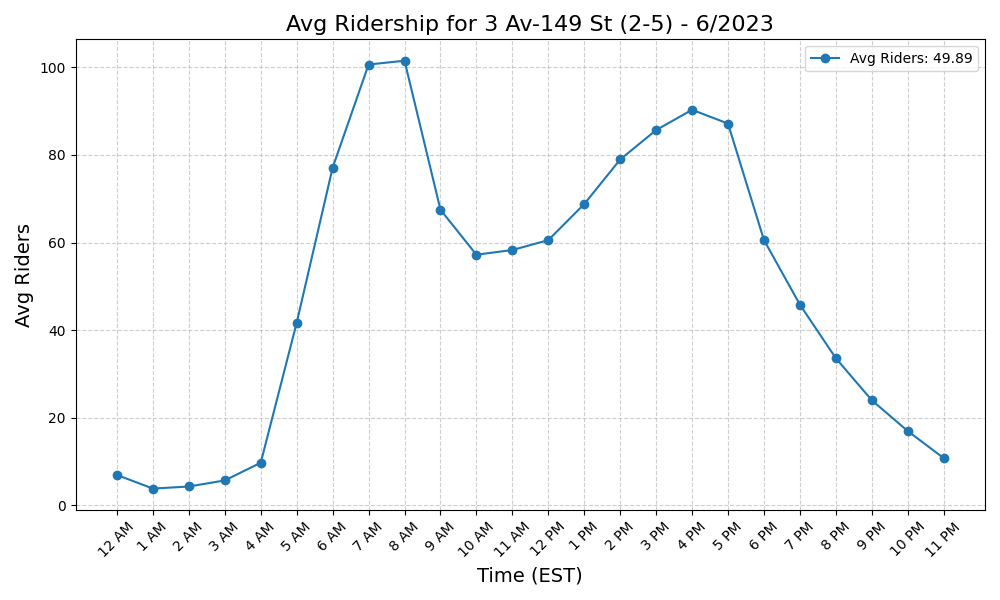 Avg Ridership for 3 Av-149 St (2-5) - 6/2023
Avg Riders: 49.89
Avg Riders
100
80
60
40
20
0
12 AM
1 AM
2 AM
3 AM
4 AM
5 AM
6 AM
7 AM
8 AM
9 AM
10 AM
11 AM
12 PM
1 PM
2 PM
3 PM
4 PM
5 PM
6 PM
7 PM
8 PM
9 PM
10 PM
11 PM
Time (EST)